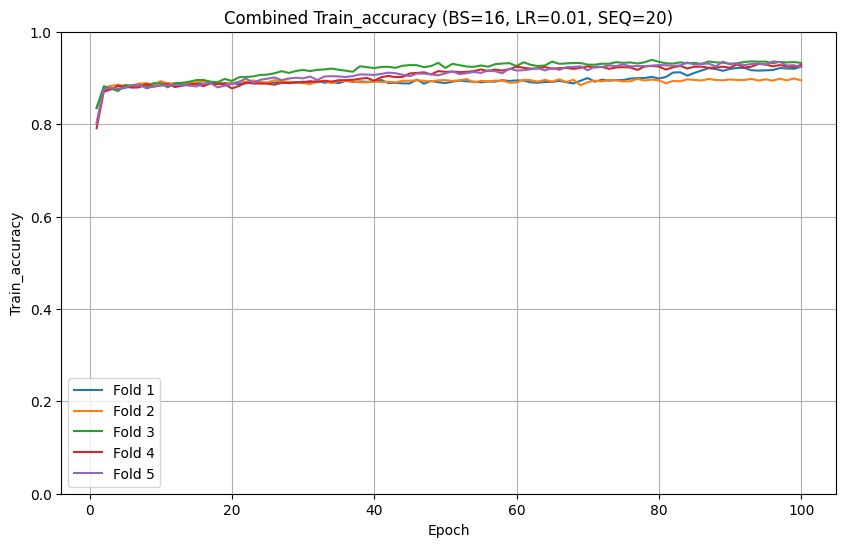 Combined Train_accuracy (BS=16, LR=0.01, SEQ=20)
Train_accuracy
1.0
0.8
0.6
0.4
0.2
0.0
Fold 1
Fold 2
Fold 3
Fold 4
Fold 5
0
20
40
60
80
100
Epoch